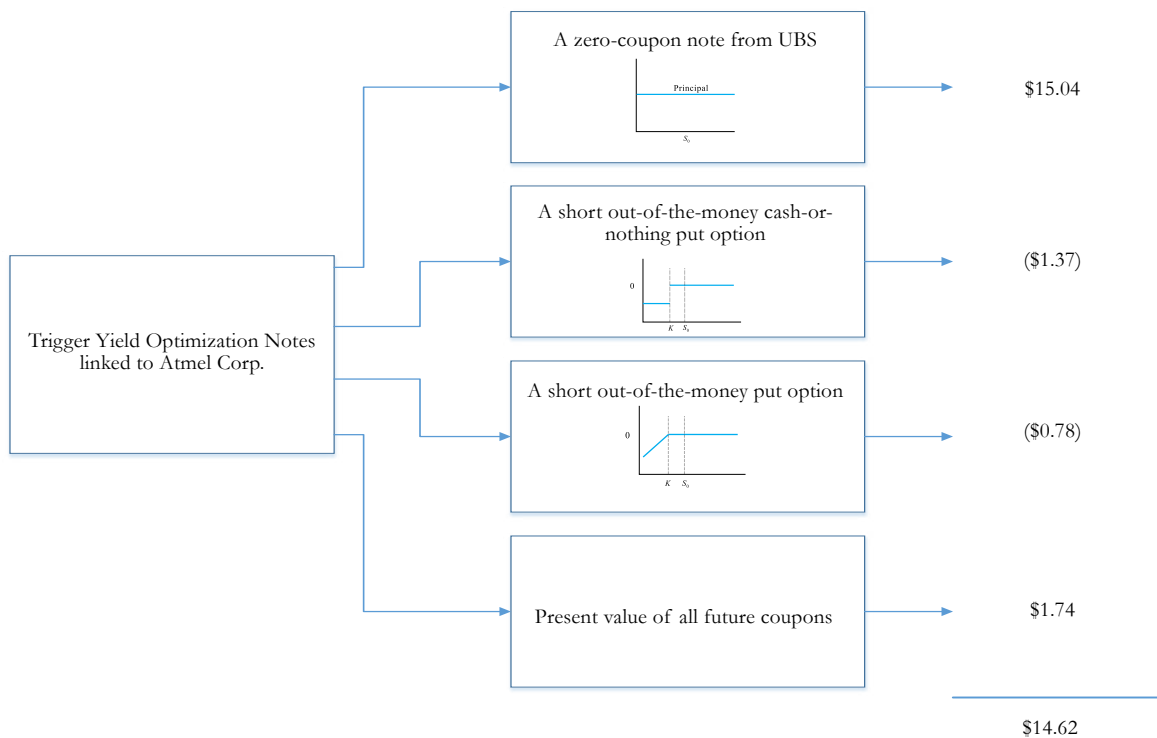 A zero-coupon note from UBS
Principal
S0
$15.04
A short out-of-the-money cash-or-
nothing put option
0
K S0
($1.37)
Trigger Yield Optimization Notes
linked to Atmel Corp.
A short out-of-the-money put option
0
K S0
($0.78)
Present value of all future coupons
$1.74
$14.62